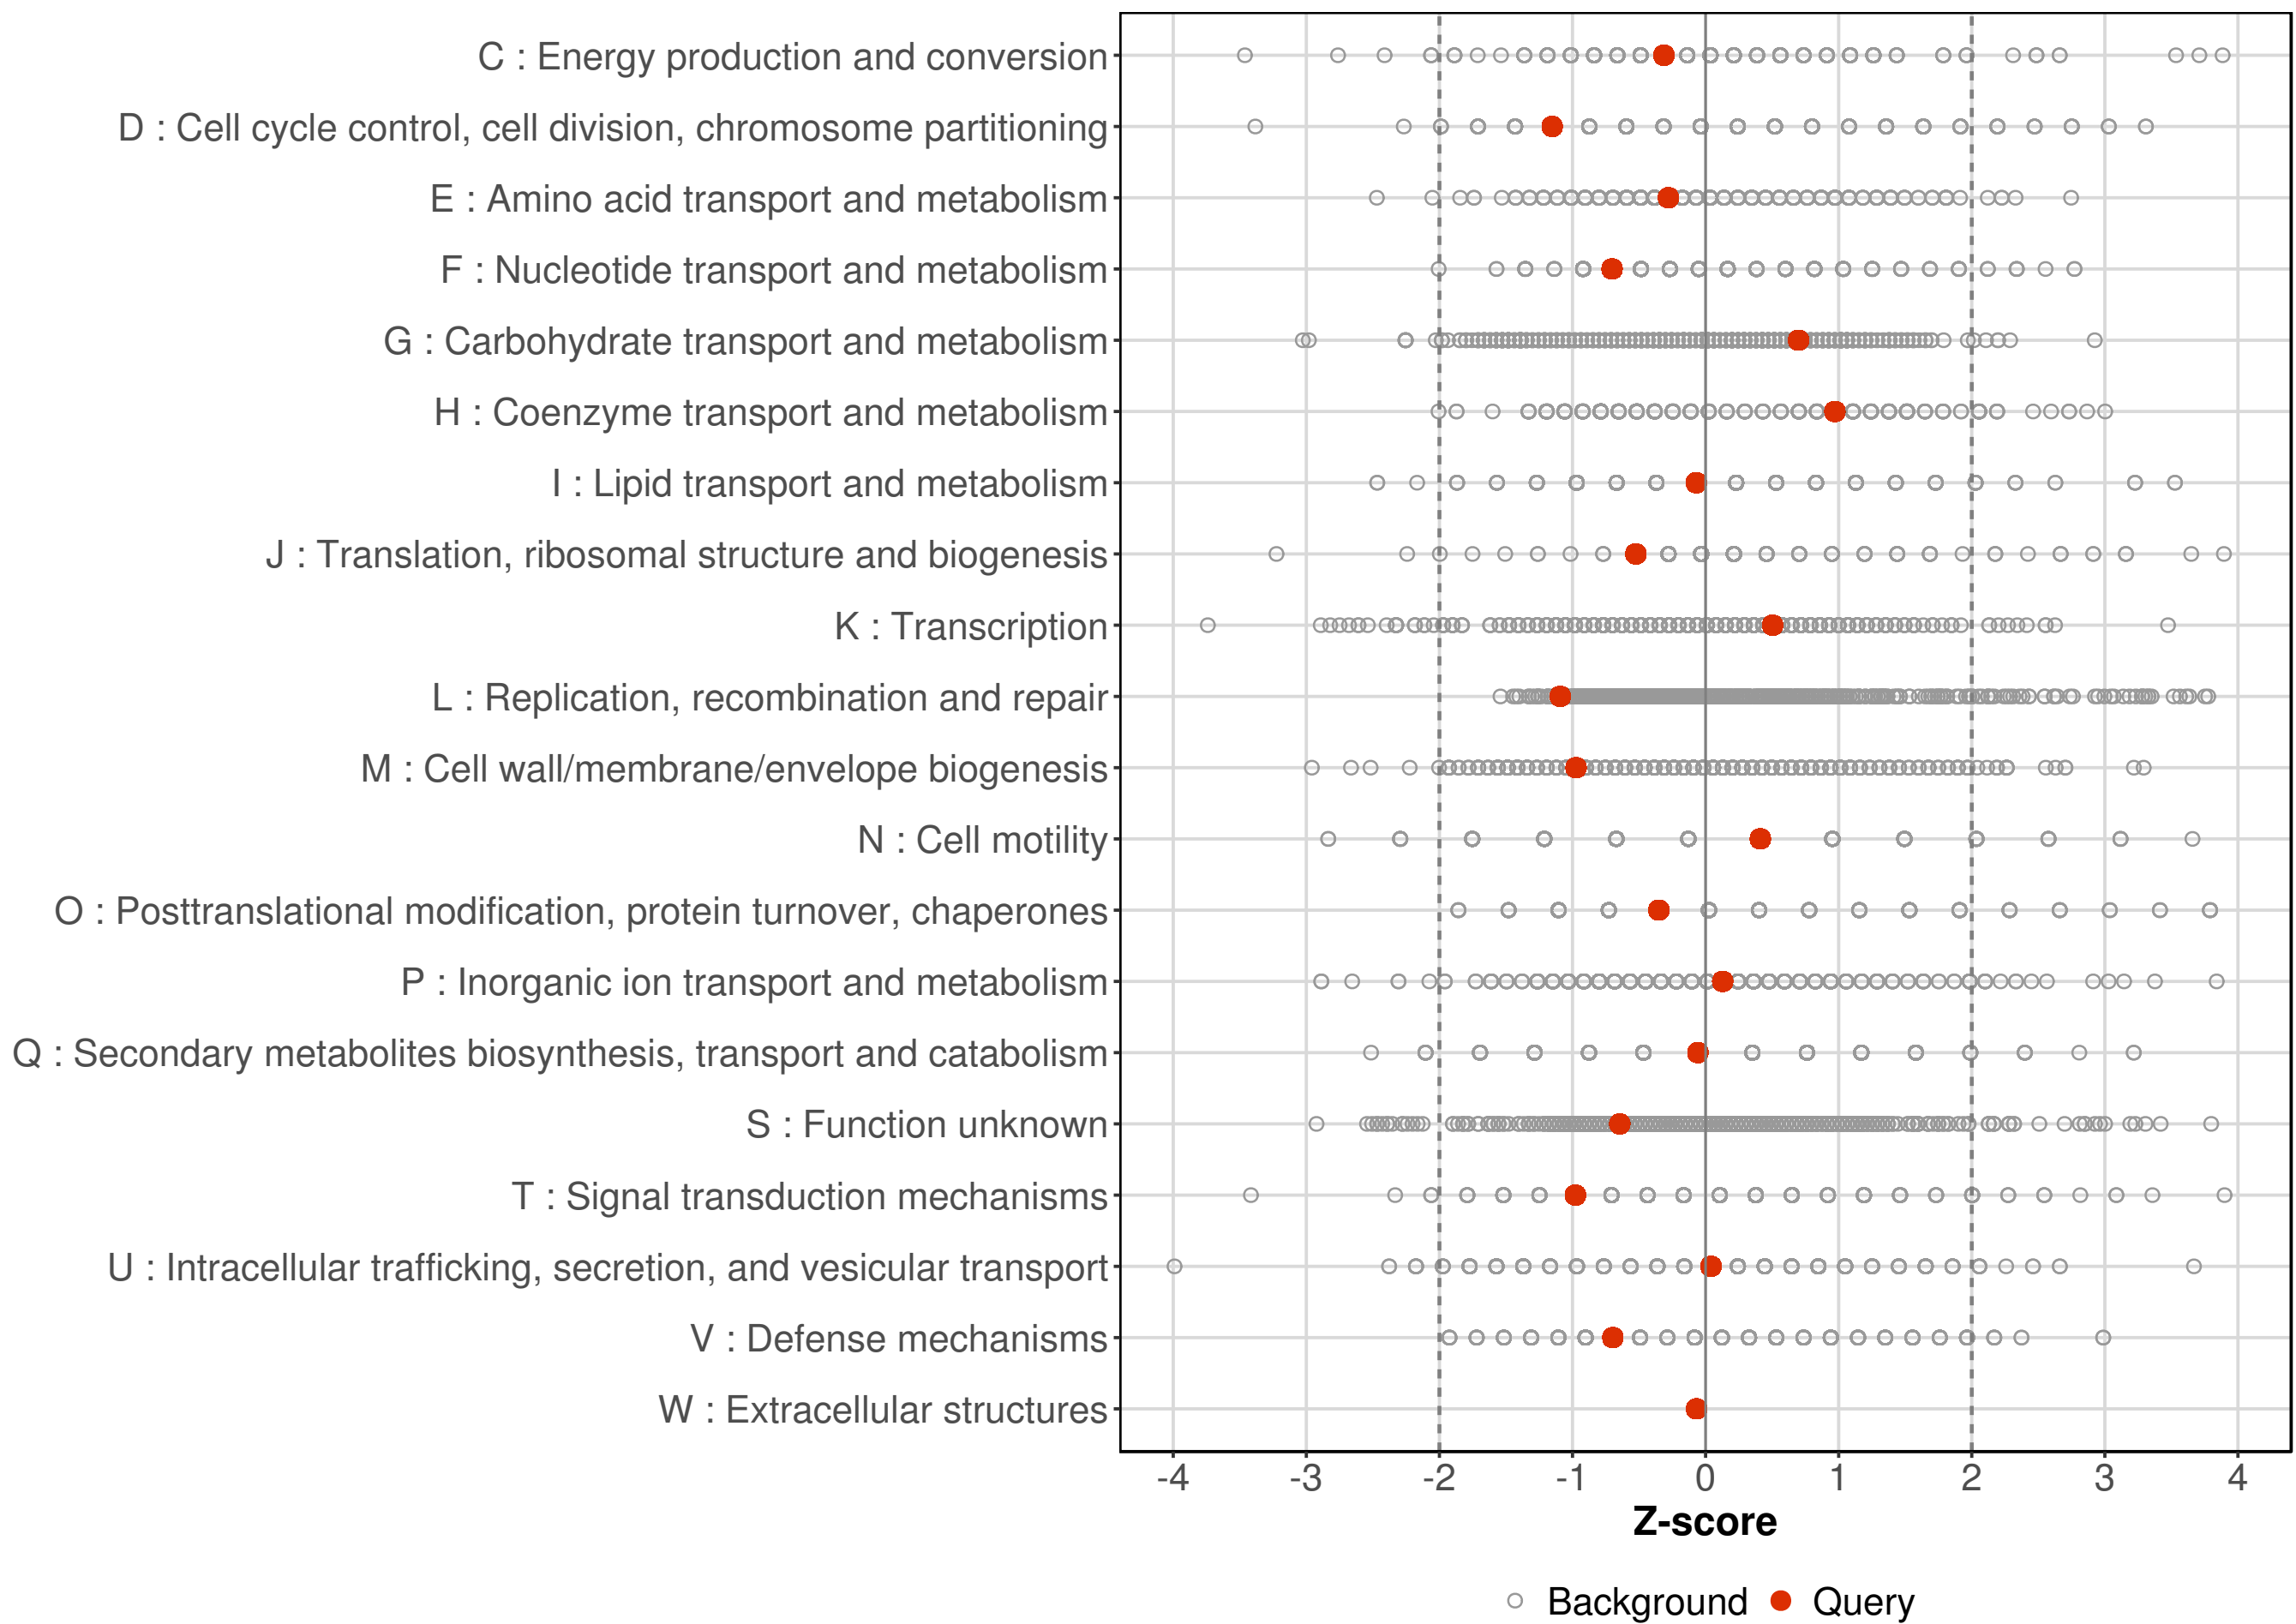 C : Energy production and conversion
D : Cell cycle control, cell division, chromosome partitioning
E : Amino acid transport and metabolism
F : Nucleotide transport and metabolism
G : Carbohydrate transport and metabolism
H : Coenzyme transport and metabolism
I : Lipid transport and metabolism
J : Translation, ribosomal structure and biogenesis
K : Transcription
L : Replication, recombination and repair
M : Cell wall/membrane/envelope biogenesis
N : Cell motility
O : Posttranslational modification, protein turnover, chaperones
P : Inorganic ion transport and metabolism
Q : Secondary metabolites biosynthesis, transport and catabolism
S : Function unknown
T : Signal transduction mechanisms
U : Intracellular trafficking, secretion, and vesicular transport
V : Defense mechanisms
W : Extracellular structures
-4 -3 -2 -1 0 1 2 3 4
Z-score
Background Query